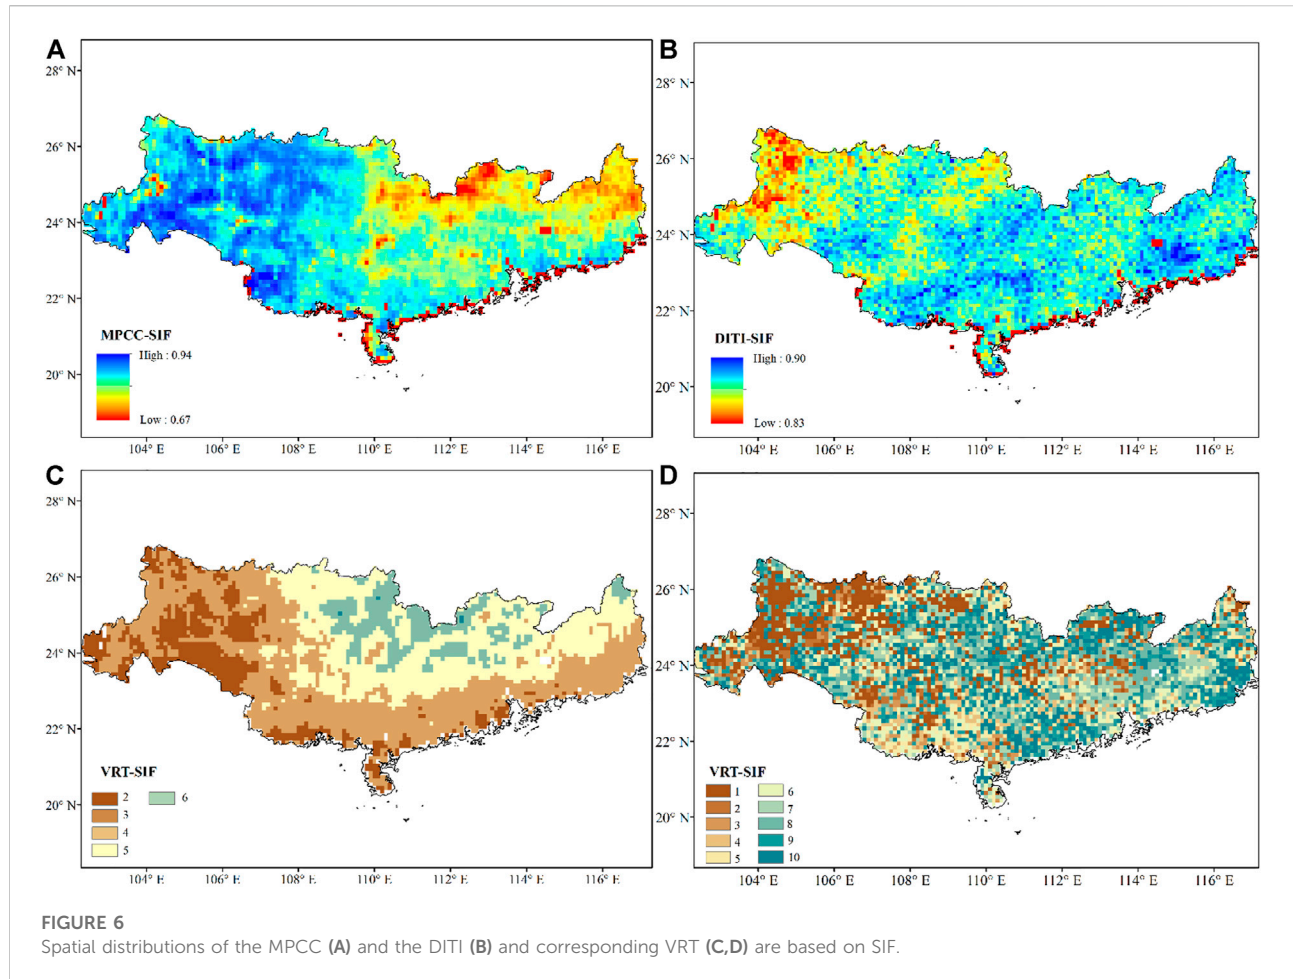 A
28° N
26° N
24° N
22° N
20° N
MPCC-SIF
High : 0.94
Low : 0.67
104° E 106° E 108° E 110° E 112° E 114° E 116° E
B
28° N
26° N
24° N
22° N
20° N
DITI-SIF
High : 0.90
Low : 0.83
104° E 106° E 108° E 110° E 112° E 114° E 116° E
C
28° N
26° N
24° N
22° N
20° N
VRT-SIF
2 6
3
4
5
104° E 106° E 108° E 110° E 112° E 114° E 116° E
D
28° N
26° N
24° N
22° N
20° N
VRT-SIF
1 6
2 7
3 8
4 9
5 10
104° E 106° E 108° E 110° E 112° E 114° E 116° E
FIGURE 6
Spatial distributions of the MPCC (A) and the DITI (B) and corresponding VRT (C,D) are based on SIF.